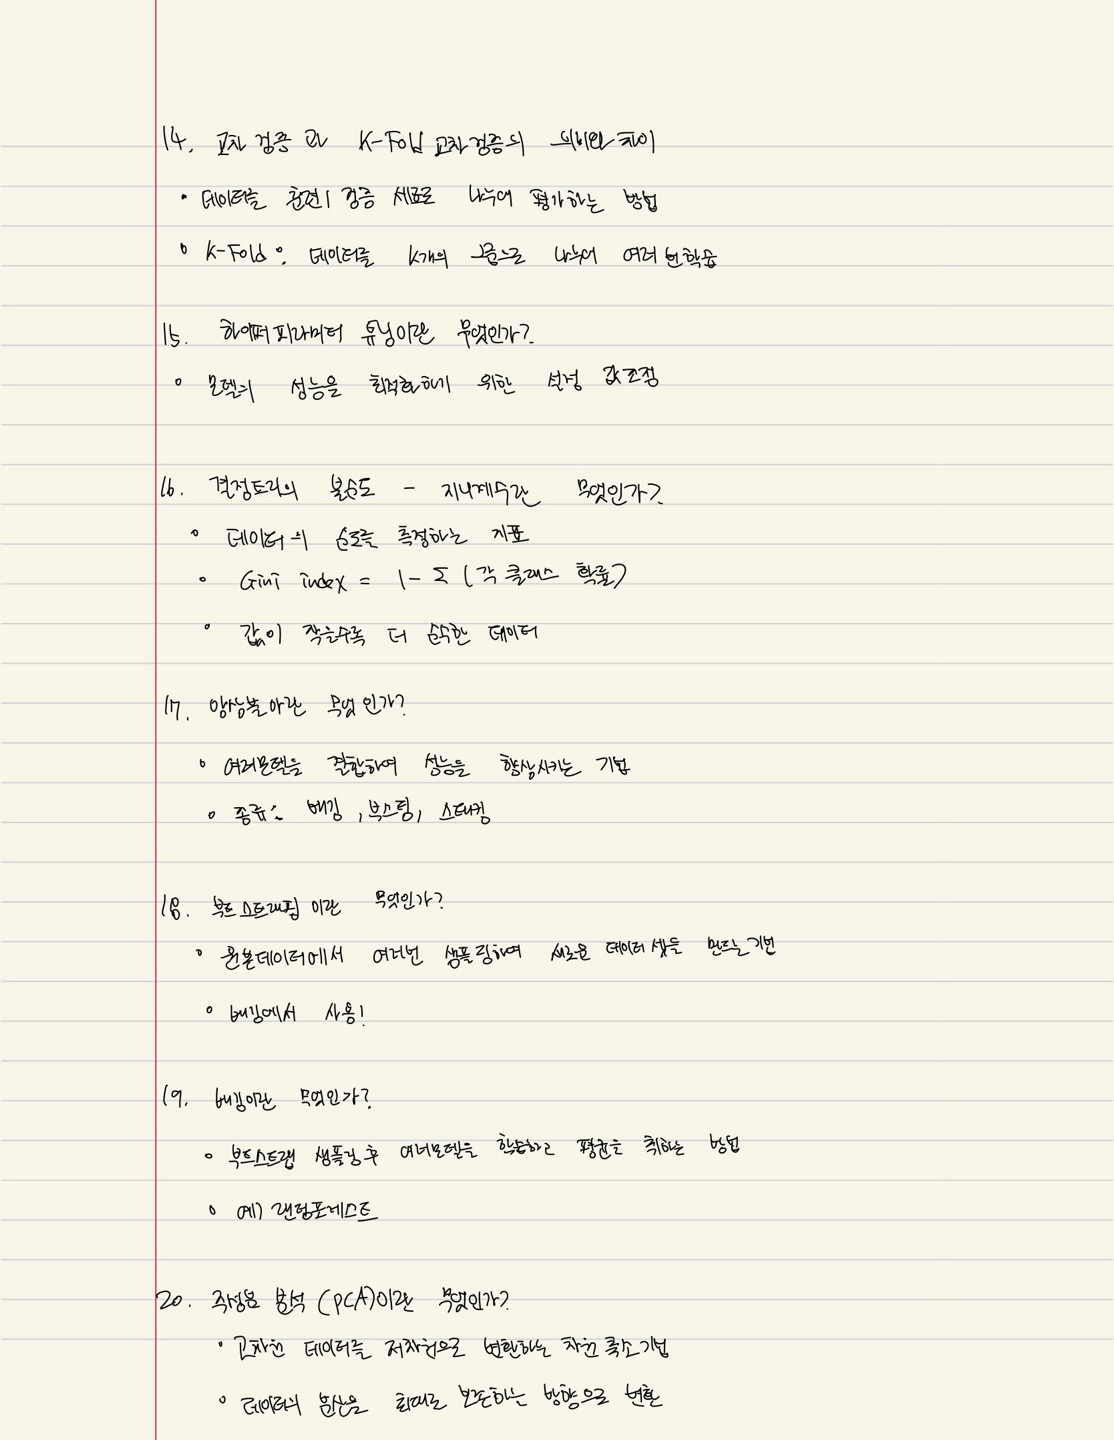 14. 교차 검증 과 K-Fold 교차 검증의 의미와 차이
• 데이터를 훈련 / 검증 세트로 나누어 평가하는 방법
• K-Fold : 데이터를 K개의 그룹으로 나누어 여러 번 학습
15. 하이퍼 파라미터 튜닝이란 무엇인가?
• 모델의 성능을 최적화하기 위한 설정 값 조정
16. 결정트리의 불순도 - 지니계수란 무엇인가?
• 데이터의 순도를 측정하는 지표
• Gini index = 1 - Σ (각 클래스 확률)
• 값이 작을수록 더 순수한 데이터
17. 앙상블 이란 무엇 인가?
• 여러모델을 결합하여 성능을 향상시키는 기법
• 종류 : 배깅 , 부스팅, 스태킹
18. 부트 스트래핑 이란 무엇인가?
• 원본데이터에서 여러번 샘플링하여 새로운 데이터 셋을 만드는 기법
• 배깅에서 사용!
19. 배깅이란 무엇인가?
• 부트스트랩 샘플링 후 여러모델을 학습하고 평균을 취하는 방법
• 예) 랜덤포레스트
20. 주성분 분석 (PCA)이란 무엇인가?
• 고차원 데이터를 저차원으로 변환하는 차원 축소 기법
• 데이터의 분산을 최대로 보존하는 방향으로 변환